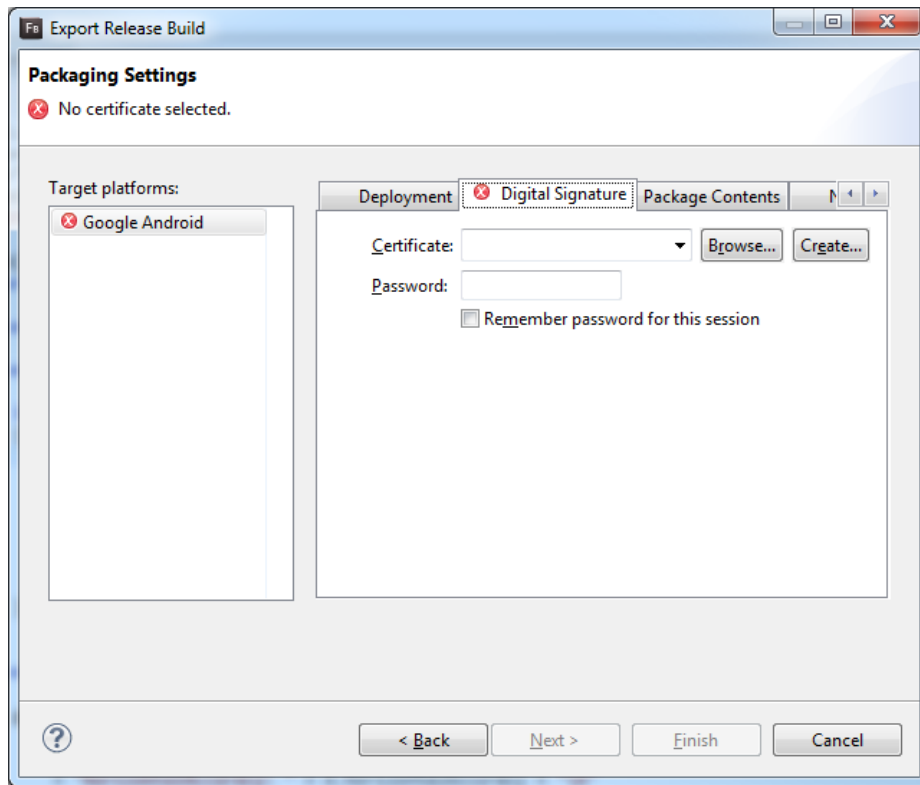 FB Export Release Build
Packaging Settings
No certificate selected.
Target platforms:
Google Android
Deployment Digital Signature Package Contents
Certificate: Browse... Create...
Password:
Remember password for this session
? < Back Next > Finish Cancel